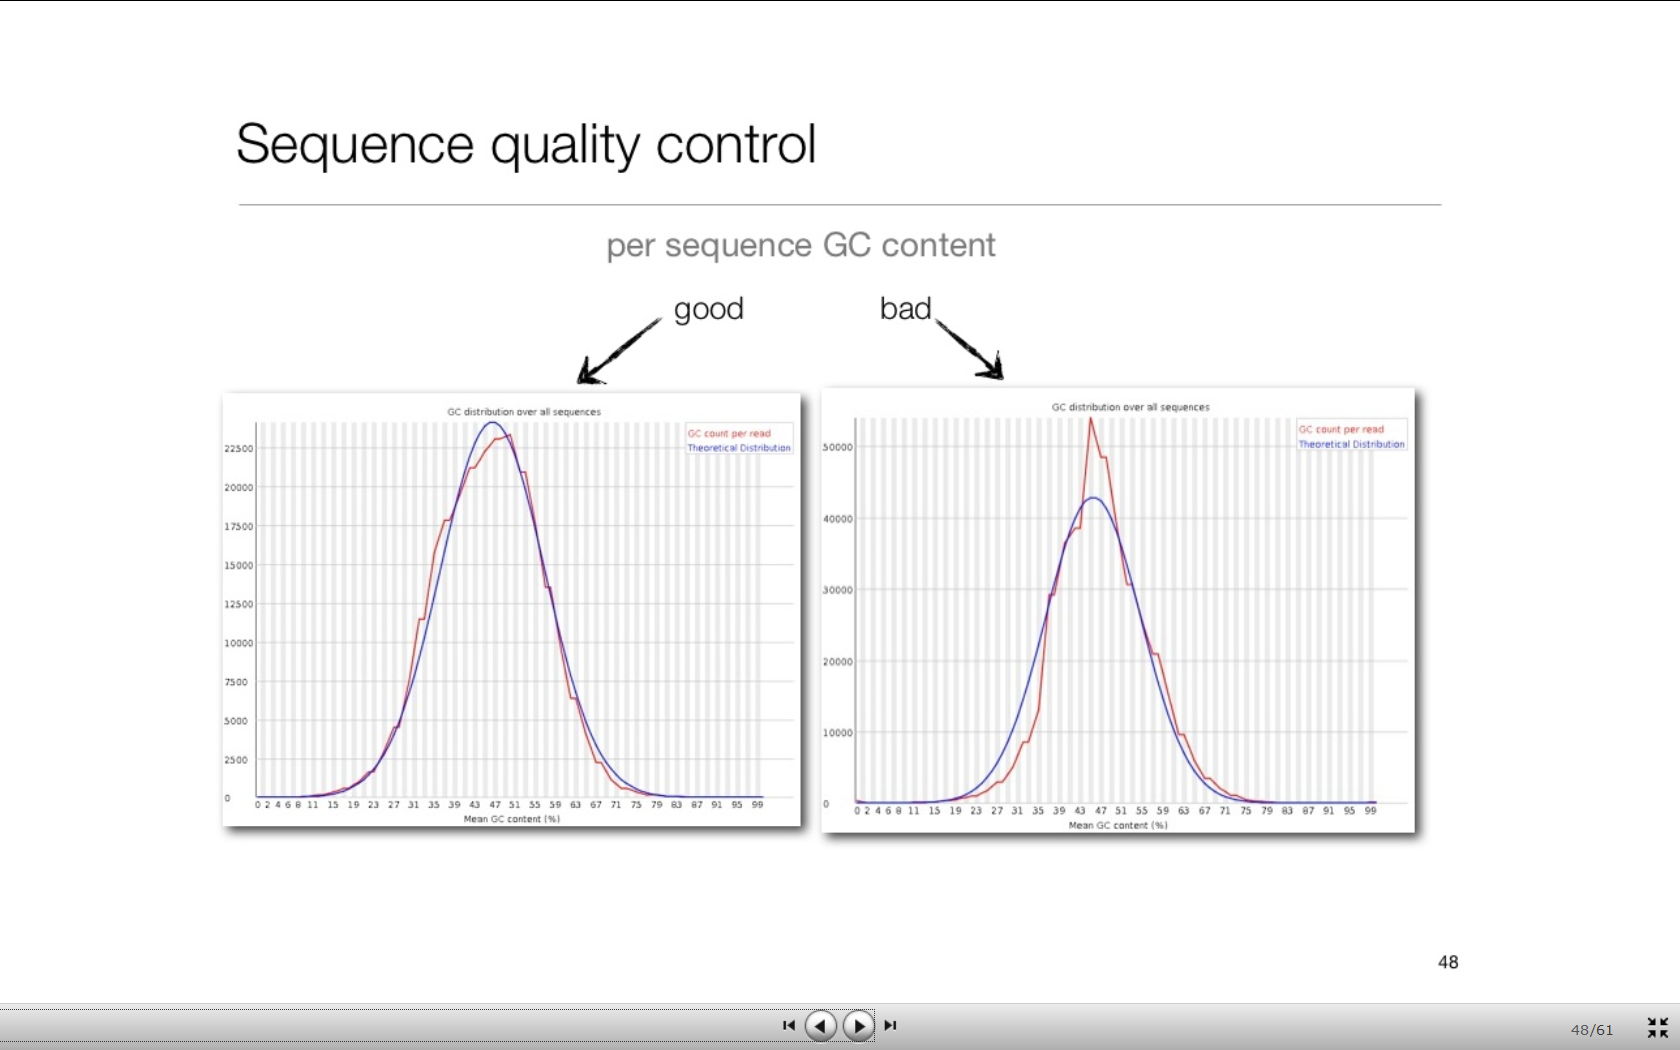 Sequence quality control
per sequence GC content
good
bad
GC distribution over all sequences
GC count per read
Theoretical Distribution
22500
20000
17500
15000
12500
10000
7500
5000
2500
0
0 2 4 6 8 11 15 19 23 27 31 35 39 43 47 51 55 59 63 67 71 75 79 83 87 91 95 99
Mean GC content (%)
GC distribution over all sequences
GC count per read
Theoretical Distribution
50000
40000
30000
20000
10000
0
0 2 4 6 8 11 15 19 23 27 31 35 39 43 47 51 55 59 63 67 71 75 79 83 87 91 95 99
Mean GC content (%)
48
48/61